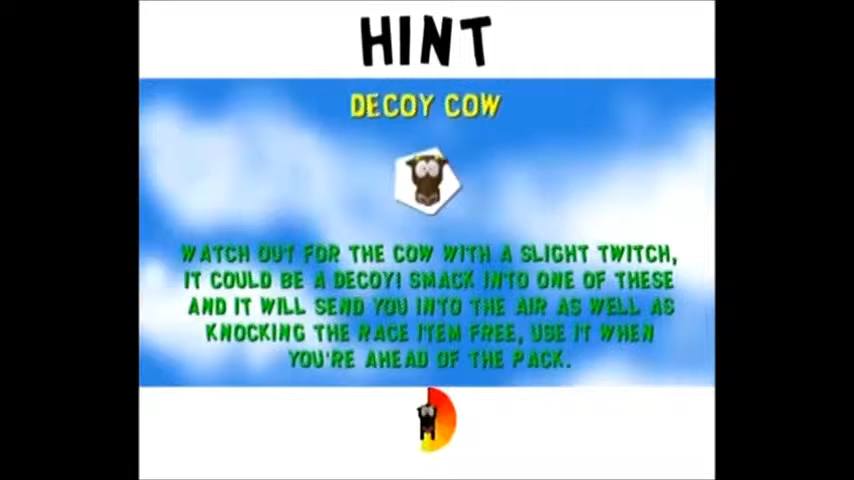 HINT
DECOY COW
WATCH OUT FOR THE COW WITH A SLIGHT TWITCH,
IT COULD BE A DECOY! SMACK INTO ONE OF THESE
AND IT WILL SEND YOU INTO THE AIR AS WELL AS
KNOCKING THE RACE ITEM FREE, USE IT WHEN
YOU'RE AHEAD OF THE PACK.